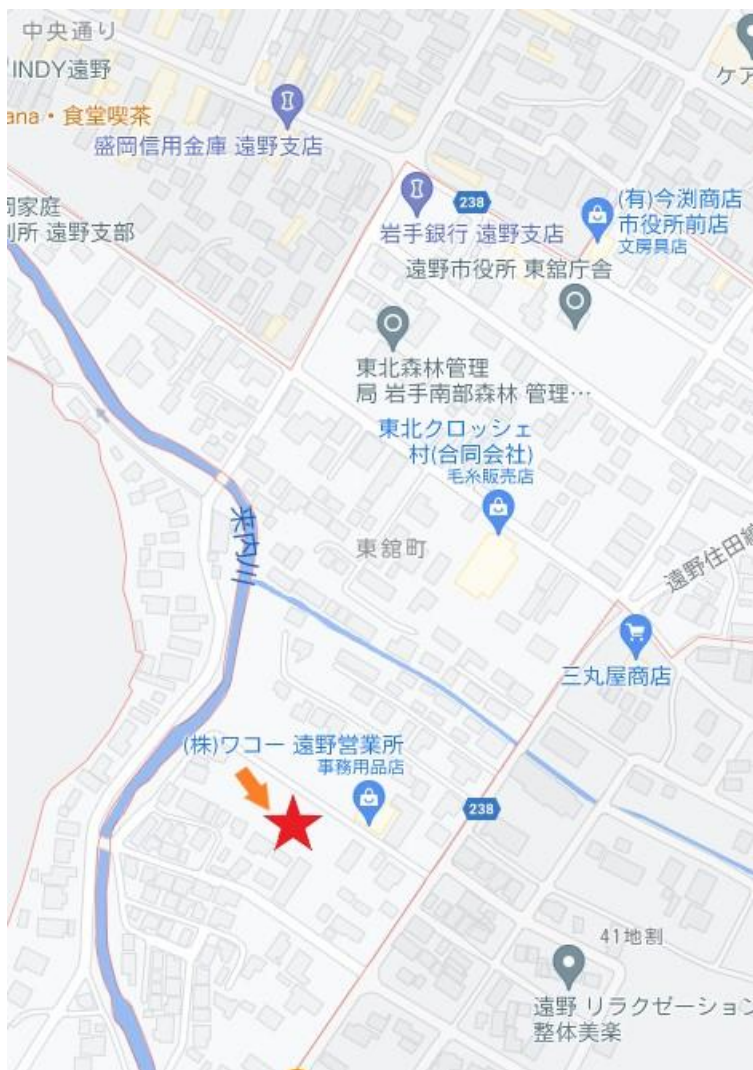 中央通り
INDY遠野
ana・食堂喫茶
盛岡信用金庫 遠野支店
ケア
家庭
所 遠野支部
238
岩手銀行 遠野支店
(有)今渕商店
市役所前店
文房具店
遠野市役所 東舘庁舎
東北森林管理
局 岩手南部森林 管理…
東北クロッシェ
村(合同会社)
毛糸販売店
来内川
東舘町
遠野住田線
三丸屋商店
(株)ワコー 遠野営業所
事務用品店
238
41地割
遠野 リラクゼーション
整体美楽